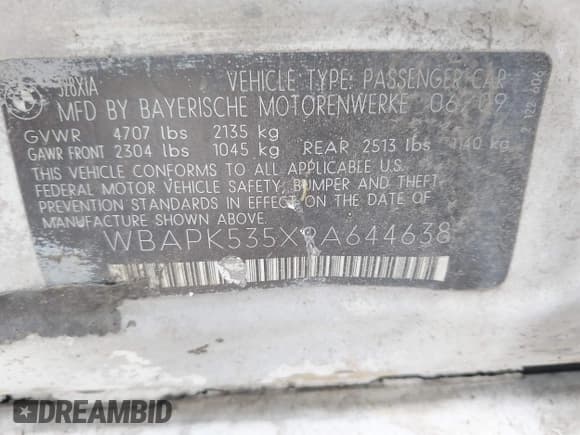 328XIA
VEHICLE TYPE: PASSENGER CAR
MFD BY BAYERISCHE MOTORENWERKE 06/09
GVWR 4707 lbs 2135 kg
GAWR FRONT 2304 lbs 1045 kg REAR 2513 lbs 1140 kg
THIS VEHICLE CONFORMS TO ALL APPLICABLE U.S.
FEDERAL MOTOR VEHICLE SAFETY, BUMPER AND THEFT
PREVENTION STANDARDS IN EFFECT ON THE DATE OF
MANUFACTURE SHOWN ABOVE.
WBAPK535X9A644638
DREAMBID